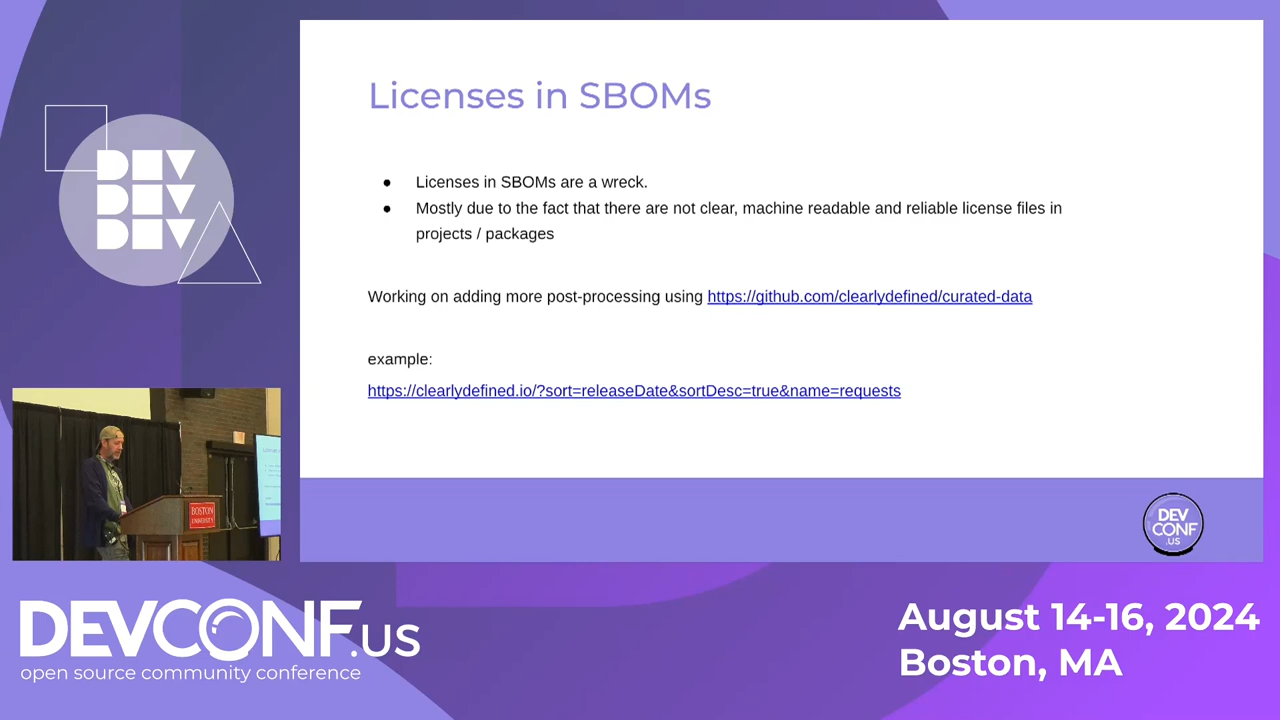 Licenses in SBOMs
● Licenses in SBOMs are a wreck.
● Mostly due to the fact that there are not clear, machine readable and reliable license files in
projects / packages
Working on adding more post-processing using https://github.com/clearlydefined/curated-data
example:
https://clearlydefined.io/?sort=releaseDate&sortDesc=true&name=requests
DEV
DEV
DEV
BOSTON
UNIVERSITY
DEV
CONF
.US
DEVCONF.US
open source community conference
August 14-16, 2024
Boston, MA